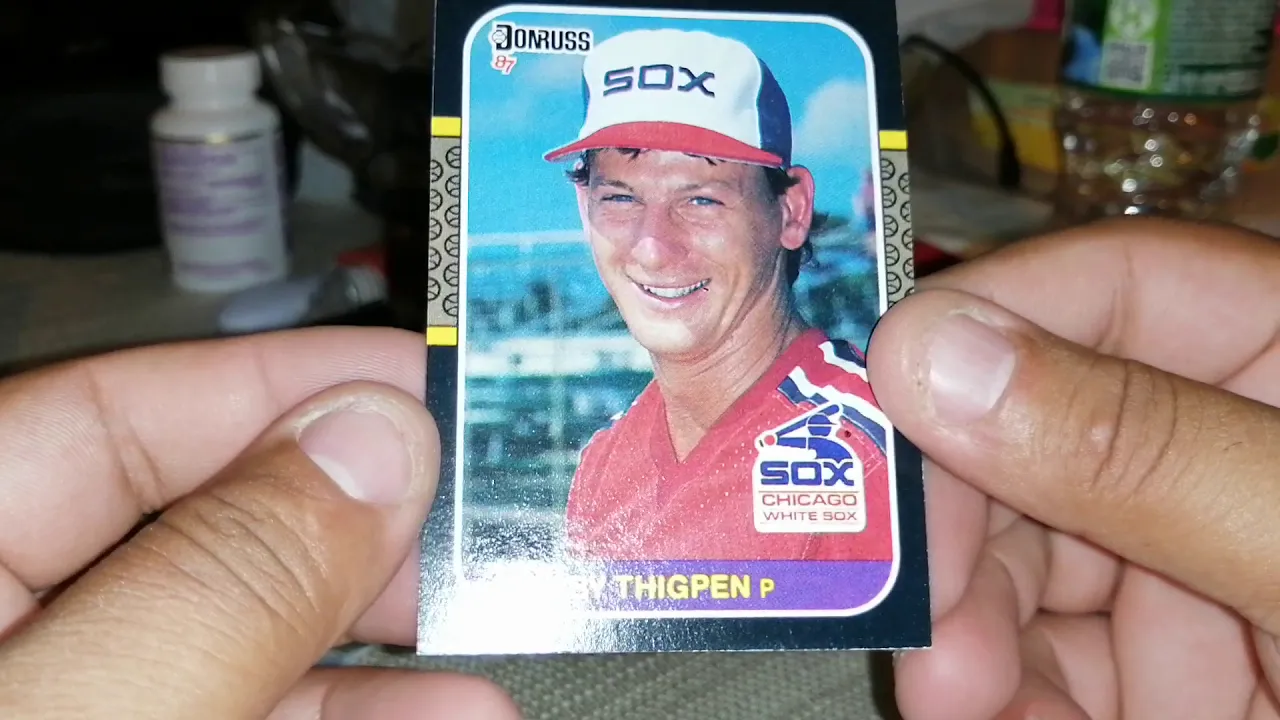 DONRUSS
87
SOX
SOX
CHICAGO
WHITE SOX
Y THIGPEN P